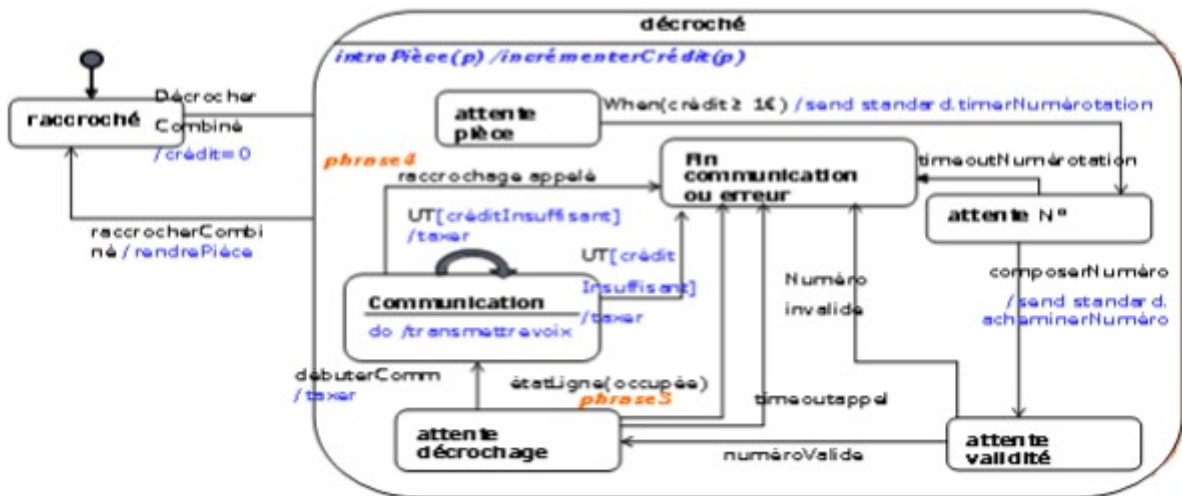 décroché
introPièce(p)/incrémenterCrédit(p)
raccroché
Décrocher
Combiné
/crédit=0
attente
pièce
When(crédit ≥ 1€) /send standard.timerNumérotation
phrase4
raccrochage appelé
Fin
communication
ou erreur
timeoutNumérotation
attente N°
raccrocherCombi
né /rendrePièce
UT[créditInsuffisant]
/taxer
UT[crédit
Insuffisant]
/taxer
Numéro
invalide
composerNuméro
/send standard.
acheminerNuméro
Communication
do /transmettrevoix
débuterComm
/taxer
étatLigne(occupée)
phrase3
timeoutappel
attente
décrochage
numéroValide
attente
validité